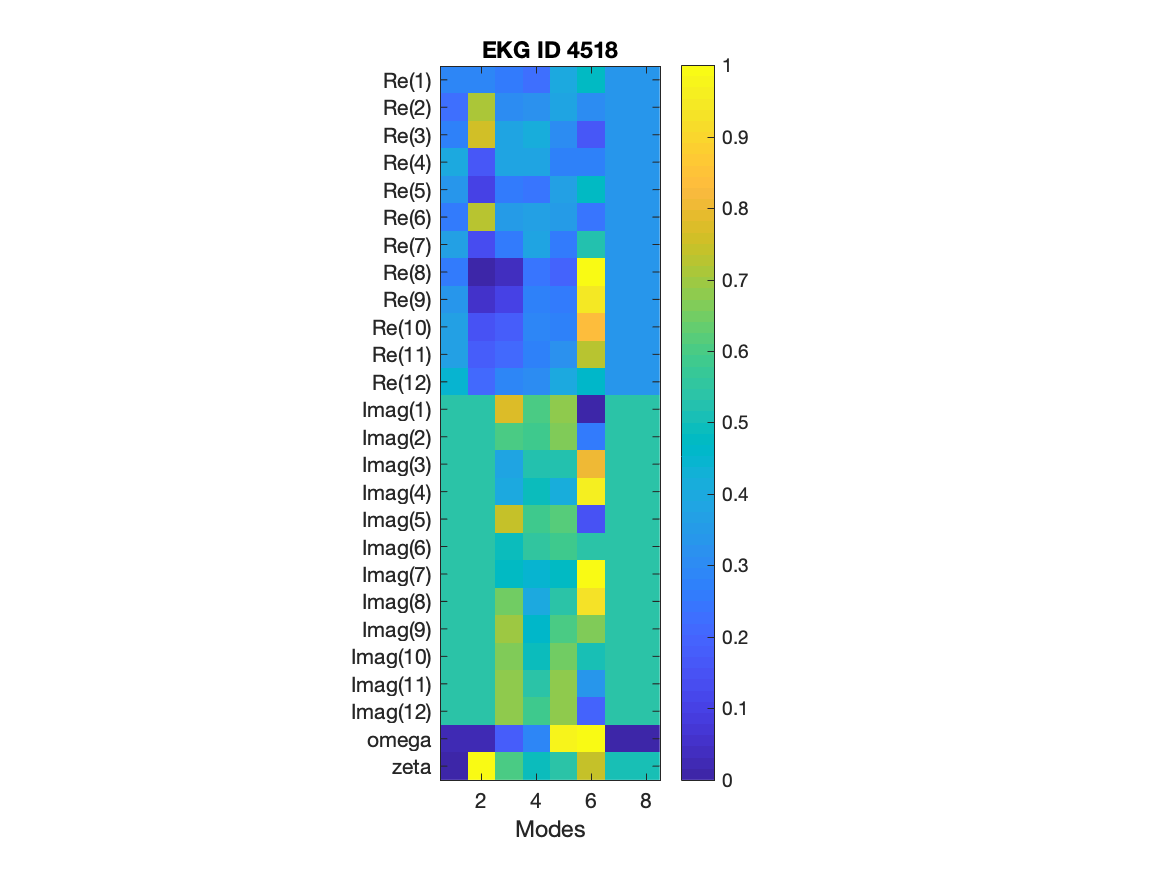 EKG ID 4518
Re(1)
Re(2)
Re(3)
Re(4)
Re(5)
Re(6)
Re(7)
Re(8)
Re(9)
Re(10)
Re(11)
Re(12)
Imag(1)
Imag(2)
Imag(3)
Imag(4)
Imag(5)
Imag(6)
Imag(7)
Imag(8)
Imag(9)
Imag(10)
Imag(11)
Imag(12)
omega
zeta
2 4 6 8
Modes
1
0.9
0.8
0.7
0.6
0.5
0.4
0.3
0.2
0.1
0